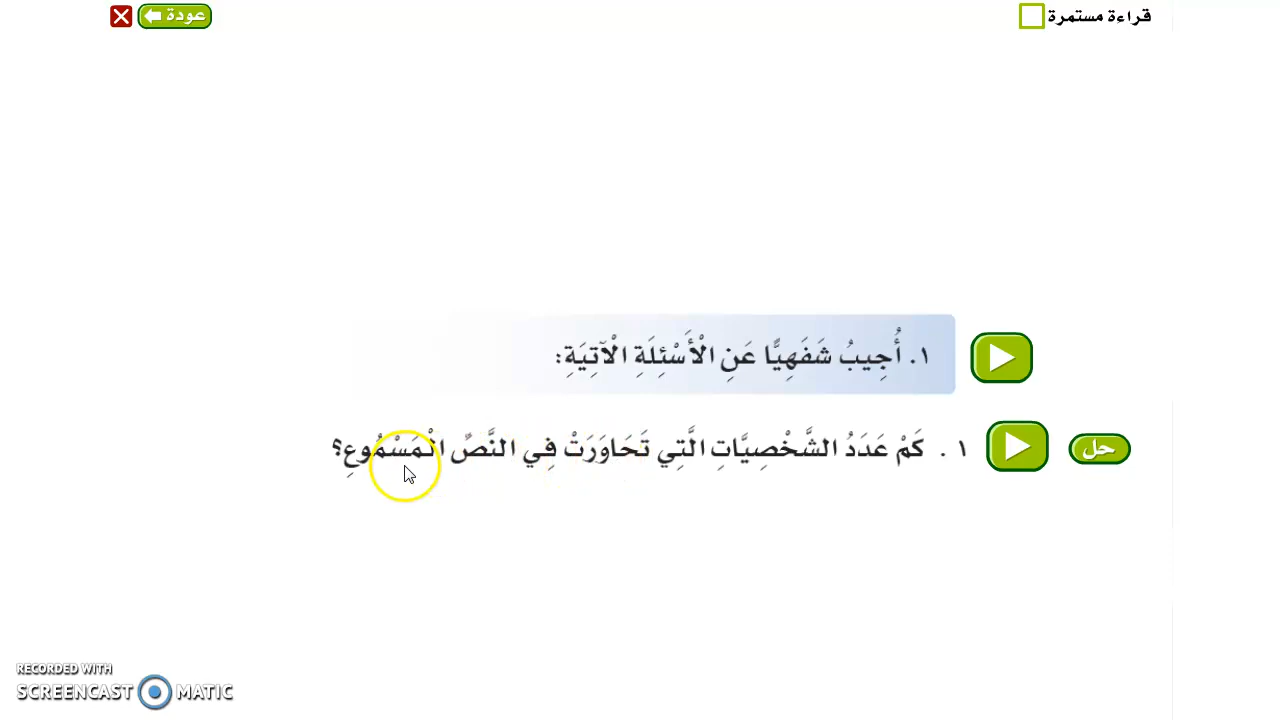 قراءة مستمرة
عودة
١. أُجِيبُ شَفَهِيًّا عَنِ الْأَسْئِلَةِ الْآتِيَةِ:
حل
١ . كَمْ عَدَدُ الشَّخْصِيَّاتِ الَّتِي تَحَاوَرَتْ فِي النَّصِّ الْمَسْمُوعِ؟
RECORDED WITH
SCREENCAST MATIC